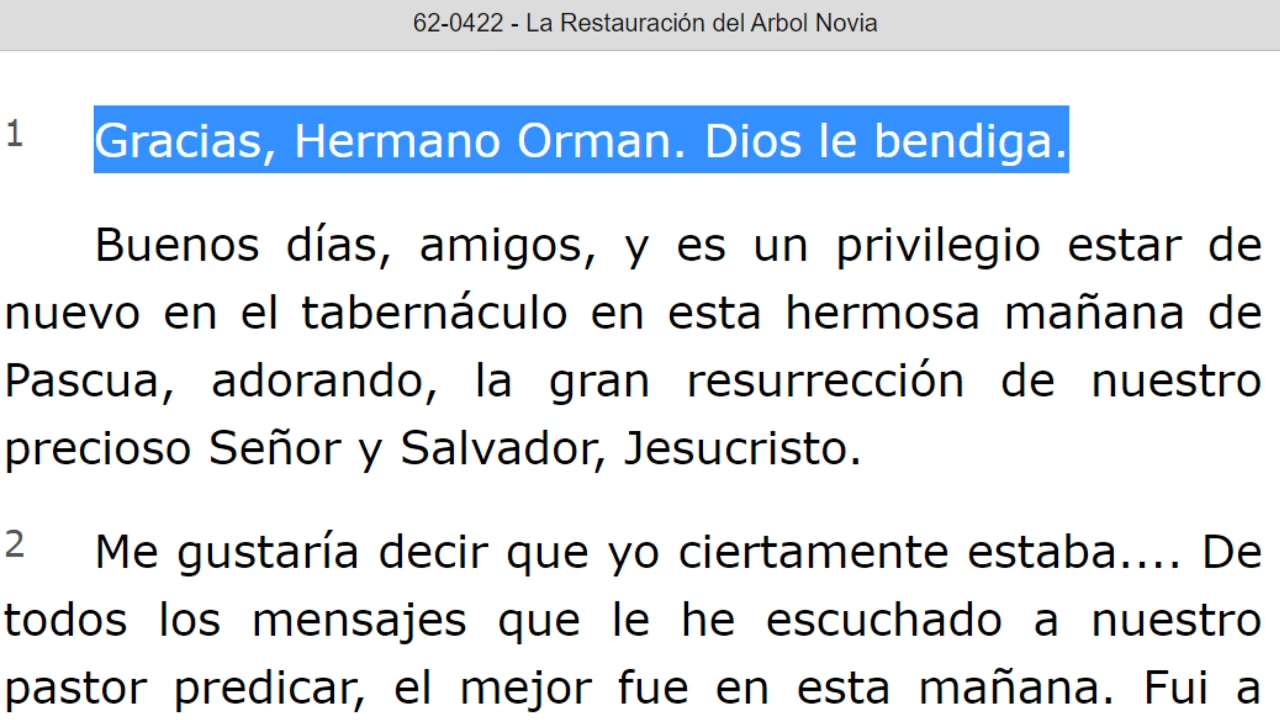 62-0422 - La Restauración del Arbol Novia
1 Gracias, Hermano Orman. Dios le bendiga.
Buenos días, amigos, y es un privilegio estar de
nuevo en el tabernáculo en esta hermosa mañana de
Pascua, adorando, la gran resurrección de nuestro
precioso Señor y Salvador, Jesucristo.
2 Me gustaría decir que yo ciertamente estaba.... De
todos los mensajes que le he escuchado a nuestro
pastor predicar, el mejor fue en esta mañana. Fui a